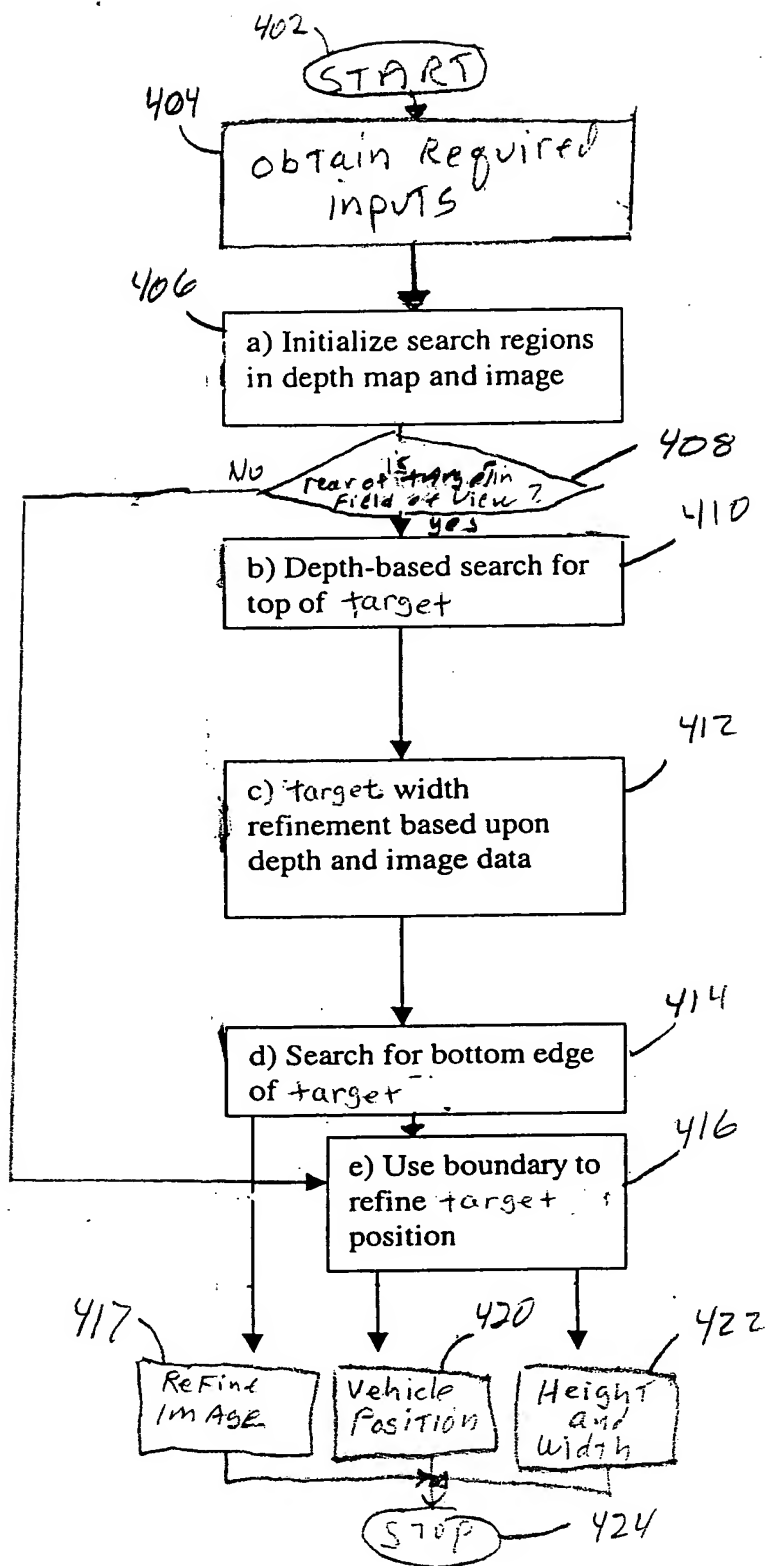 402
START
404
Obtain Required
inputs
406
a) Initialize search regions
in depth map and image
408
No
is
rear of target in
Field of View?
yes
410
b) Depth-based search for
top of target
412
c) target width
refinement based upon
depth and image data
414
d) Search for bottom edge
of target
416
e) Use boundary to
refine target
position
417
Refine
Image
420
Vehicle
Position
422
Height
and
Width
STOP
424